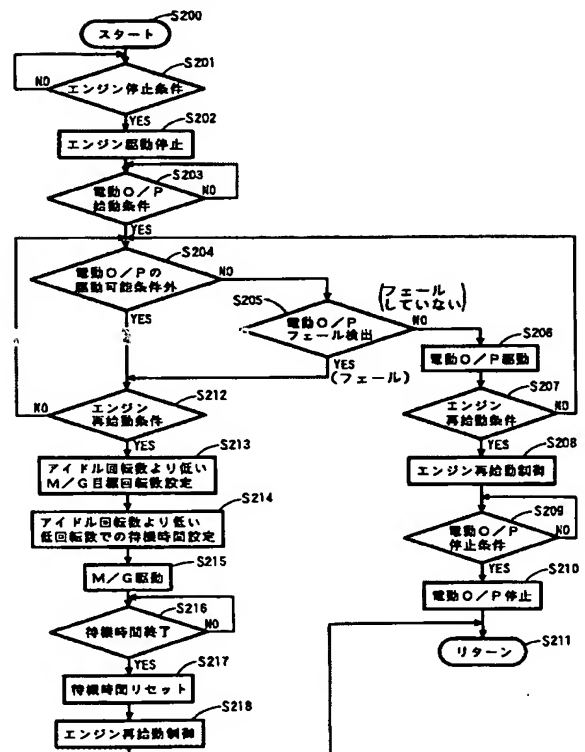 S200
スタート
S201
エンジン停止条件
NO
YES
S202
エンジン駆動停止
S203
電動O/P
給動条件
NO
YES
S204
電動O/Pの
駆動可能条件外
NO
YES
S205
電動O/P
フェール検出
(フェール
していない)
NO
YES
(フェール)
S206
電動O/P駆動
S207
エンジン
再給動条件
NO
YES
S208
エンジン再給動制御
S209
電動O/P
停止条件
NO
YES
S210
電動O/P停止
S211
リターン
S212
エンジン
再給動条件
NO
YES
S213
アイドル回転数より低い
M/G目標回転数設定
S214
アイドル回転数より低い
低回転数での待機時間設定
S215
M/G駆動
S216
待機時間終了
NO
YES
S217
待機時間リセット
S218
エンジン再給動制御